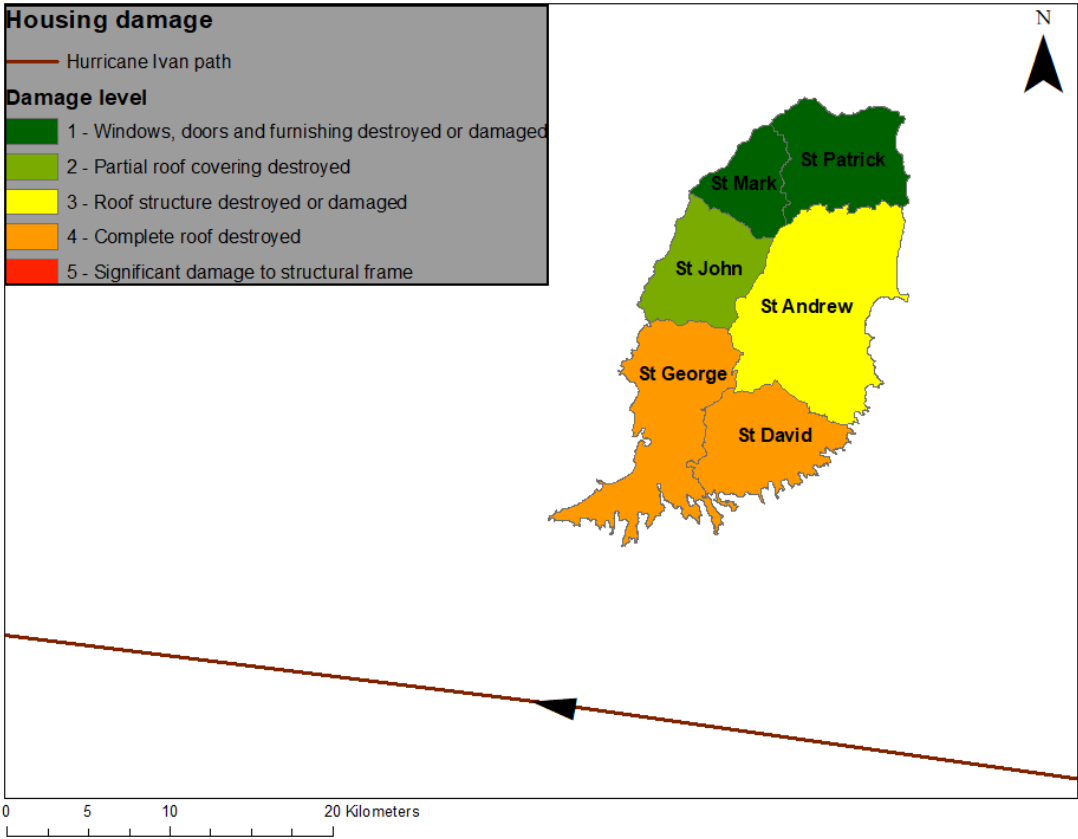 Housing damage
Hurricane Ivan path
Damage level
1 - Windows, doors and furnishing destroyed or damaged
2 - Partial roof covering destroyed
3 - Roof structure destroyed or damaged
4 - Complete roof destroyed
5 - Significant damage to structural frame
N
St Patrick
St Mark
St John
St Andrew
St George
St David
0 5 10 20 Kilometers